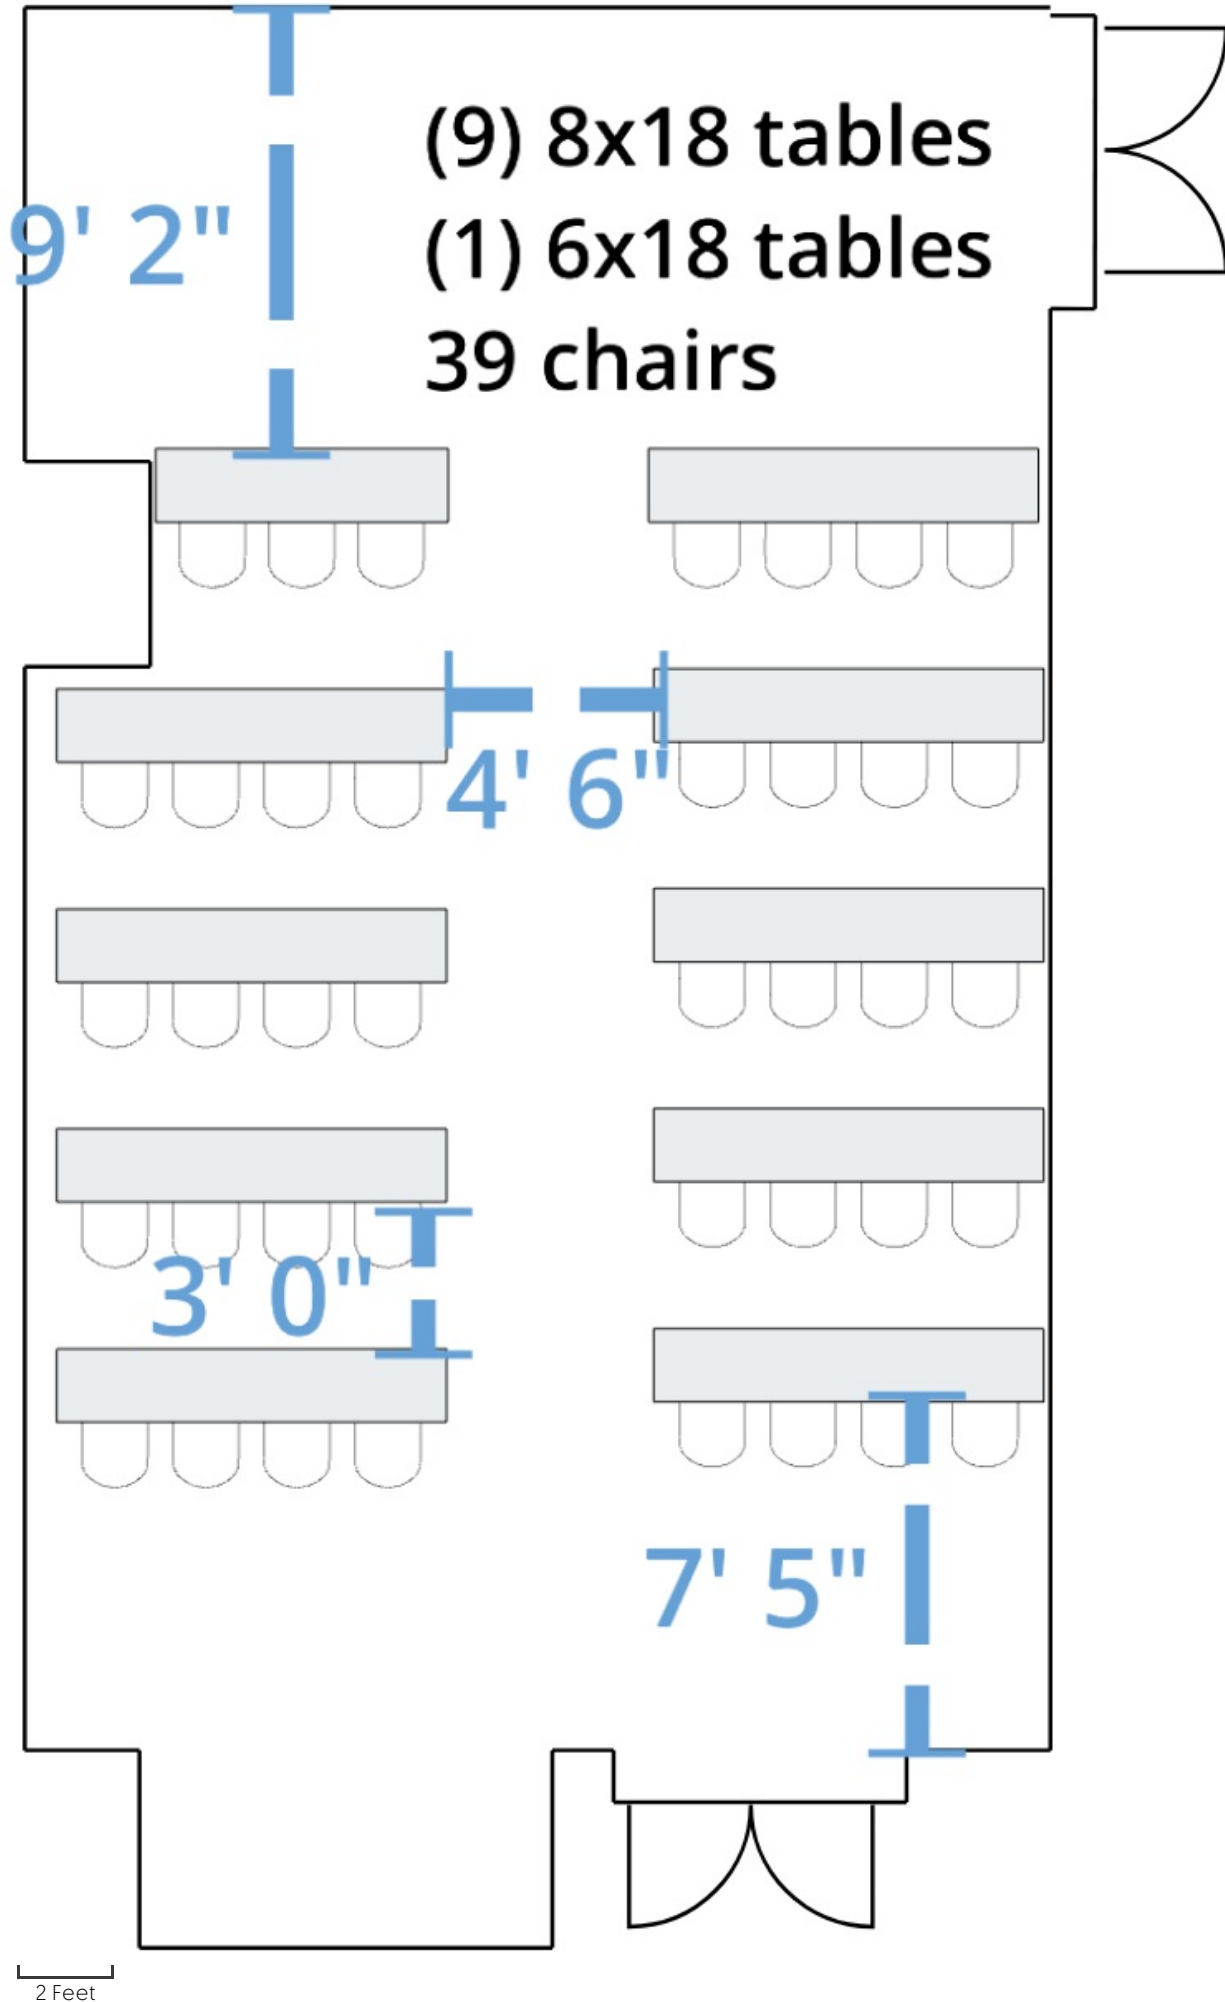 (9) 8x18 tables
9' 2"
(1) 6x18 tables
39 chairs
4' 6"
3' 0"
7' 5"
2 Feet